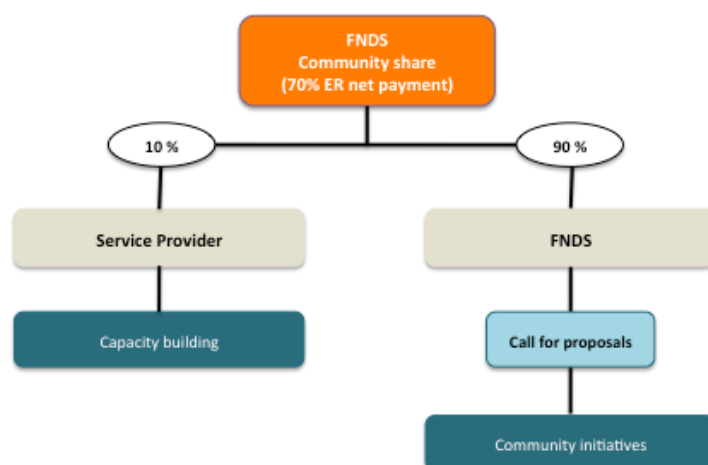 FNDS
Community share
(70% ER net payment)
10 %
90 %
Service Provider
FNDS
Capacity building
Call for proposals
Community initiatives